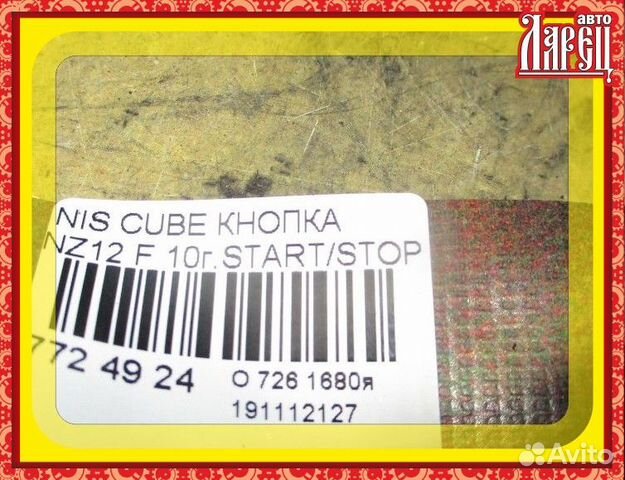 авто
ЛАРЕЦ
NIS CUBE КНОПКА
NZ12 F 10г.START/STOP
772 49 24
О 726 1680я
191112127
Avito